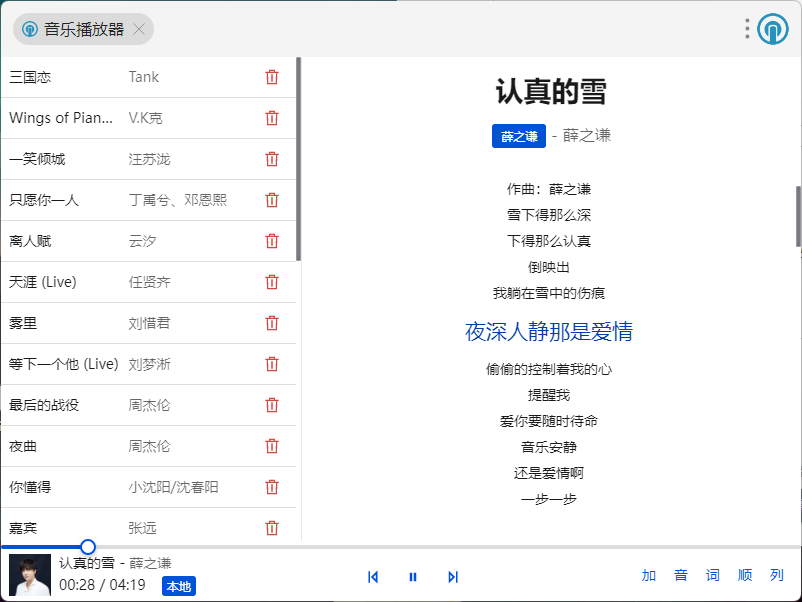 音乐播放器
三国恋 Tank
Wings of Pian... V.K克
一笑倾城 汪苏泷
只愿你一人 丁禹兮、邓恩熙
离人赋 云汐
天涯 (Live) 任贤齐
雾里 刘惜君
等下一个他 (Live) 刘梦淅
最后的战役 周杰伦
夜曲 周杰伦
你懂得 小沈阳/沈春阳
嘉宾 张远
认真的雪
薛之谦 - 薛之谦
作曲：薛之谦
雪下得那么深
下得那么认真
倒映出
我躺在雪中的伤痕
夜深人静那是爱情
偷偷的控制着我的心
提醒我
爱你要随时待命
音乐安静
还是爱情啊
一步一步
认真的雪 - 薛之谦
00:28 / 04:19 本地
加 音 词 顺 列